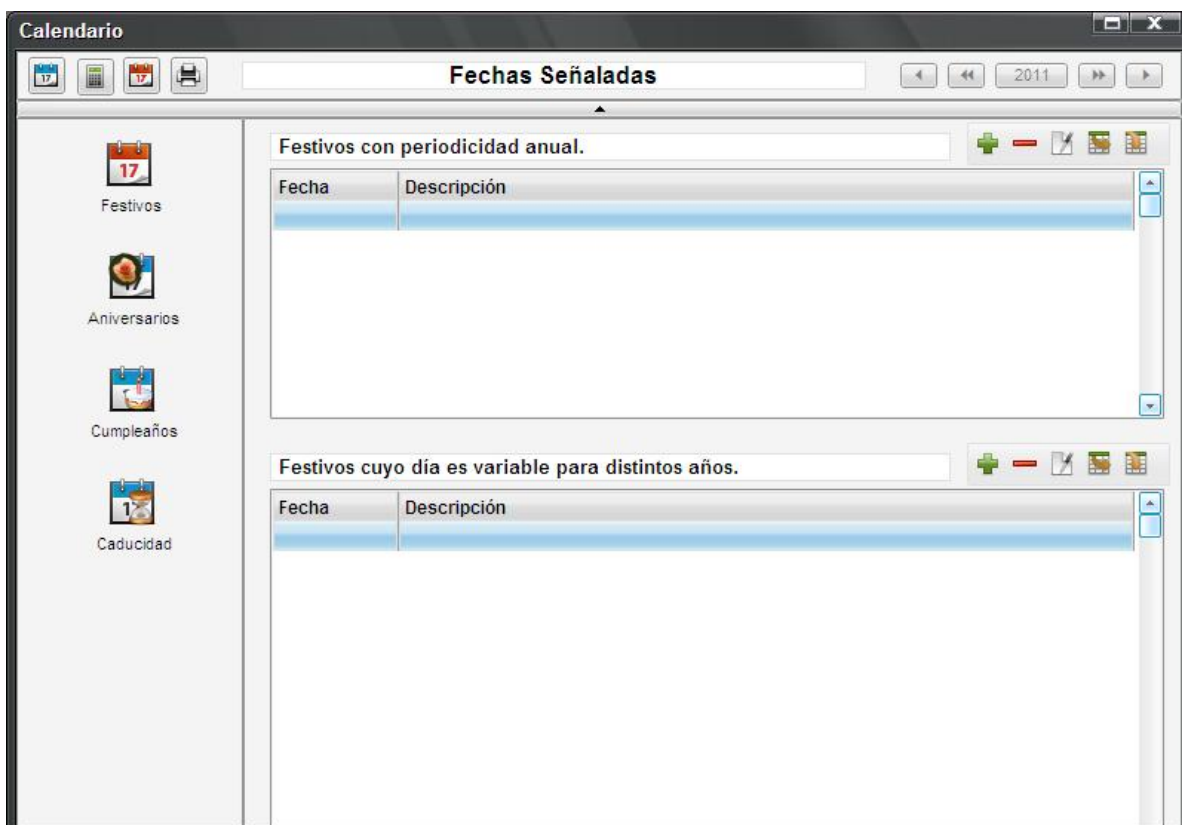 Calendario
Fechas Señaladas
2011
Festivos
Aniversarios
Cumpleaños
Caducidad
Festivos con periodicidad anual.
Fecha Descripción
Festivos cuyo día es variable para distintos años.
Fecha Descripción